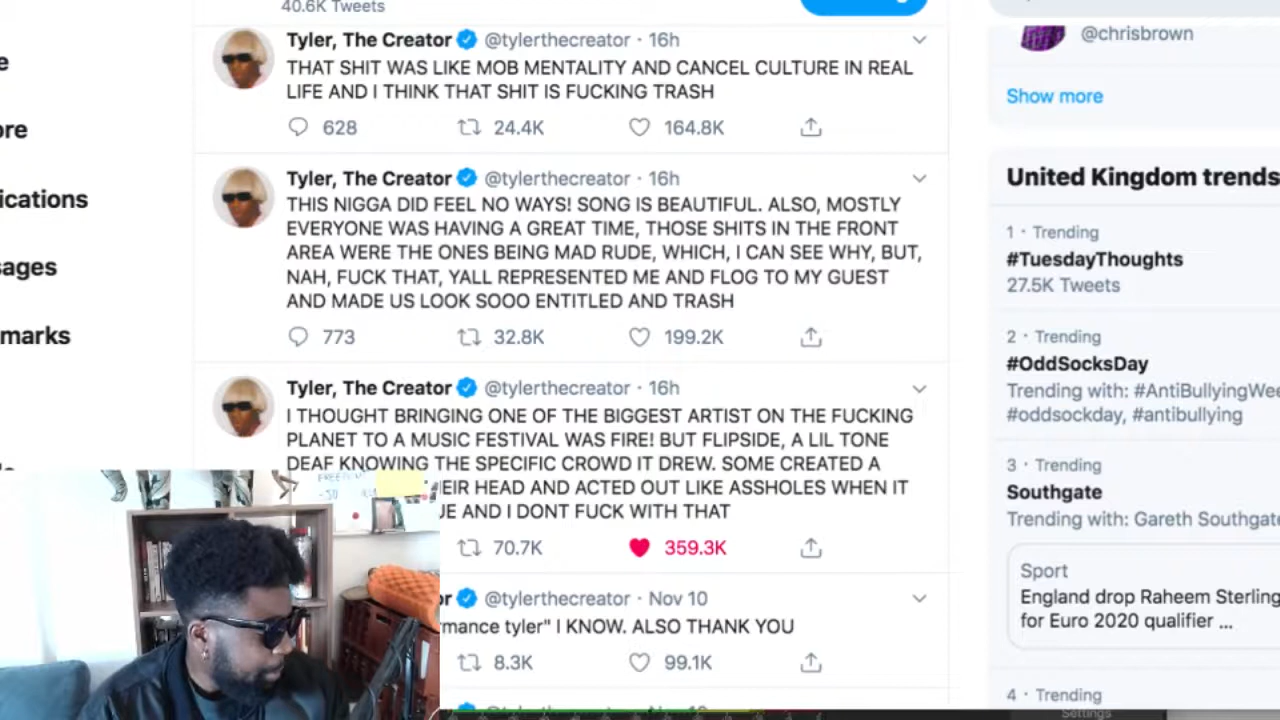 40.6K Tweets
Tyler, The Creator @tylerthecreator · 16h
THAT SHIT WAS LIKE MOB MENTALITY AND CANCEL CULTURE IN REAL
LIFE AND I THINK THAT SHIT IS FUCKING TRASH
628 24.4K 164.8K
Tyler, The Creator @tylerthecreator · 16h
THIS NIGGA DID FEEL NO WAYS! SONG IS BEAUTIFUL. ALSO, MOSTLY
EVERYONE WAS HAVING A GREAT TIME, THOSE SHITS IN THE FRONT
AREA WERE THE ONES BEING MAD RUDE, WHICH, I CAN SEE WHY, BUT,
NAH, FUCK THAT, YALL REPRESENTED ME AND FLOG TO MY GUEST
AND MADE US LOOK SOOO ENTITLED AND TRASH
773 32.8K 199.2K
Tyler, The Creator @tylerthecreator · 16h
I THOUGHT BRINGING ONE OF THE BIGGEST ARTIST ON THE FUCKING
PLANET TO A MUSIC FESTIVAL WAS FIRE! BUT FLIPSIDE, A LIL TONE
DEAF KNOWING THE SPECIFIC CROWD IT DREW. SOME CREATED A
EIR HEAD AND ACTED OUT LIKE ASSHOLES WHEN IT
UE AND I DONT FUCK WITH THAT
70.7K 359.3K
or @tylerthecreator · Nov 10
rmance tyler" I KNOW. ALSO THANK YOU
8.3K 99.1K
e
ore
ications
sages
marks
@chrisbrown
Show more
United Kingdom trends
1 · Trending
#TuesdayThoughts
27.5K Tweets
2 · Trending
#OddSocksDay
Trending with: #AntiBullyingWee
#oddsockday, #antibullying
3 · Trending
Southgate
Trending with: Gareth Southgate
Sport
England drop Raheem Sterling
for Euro 2020 qualifier ...
4 · Trending
Settings